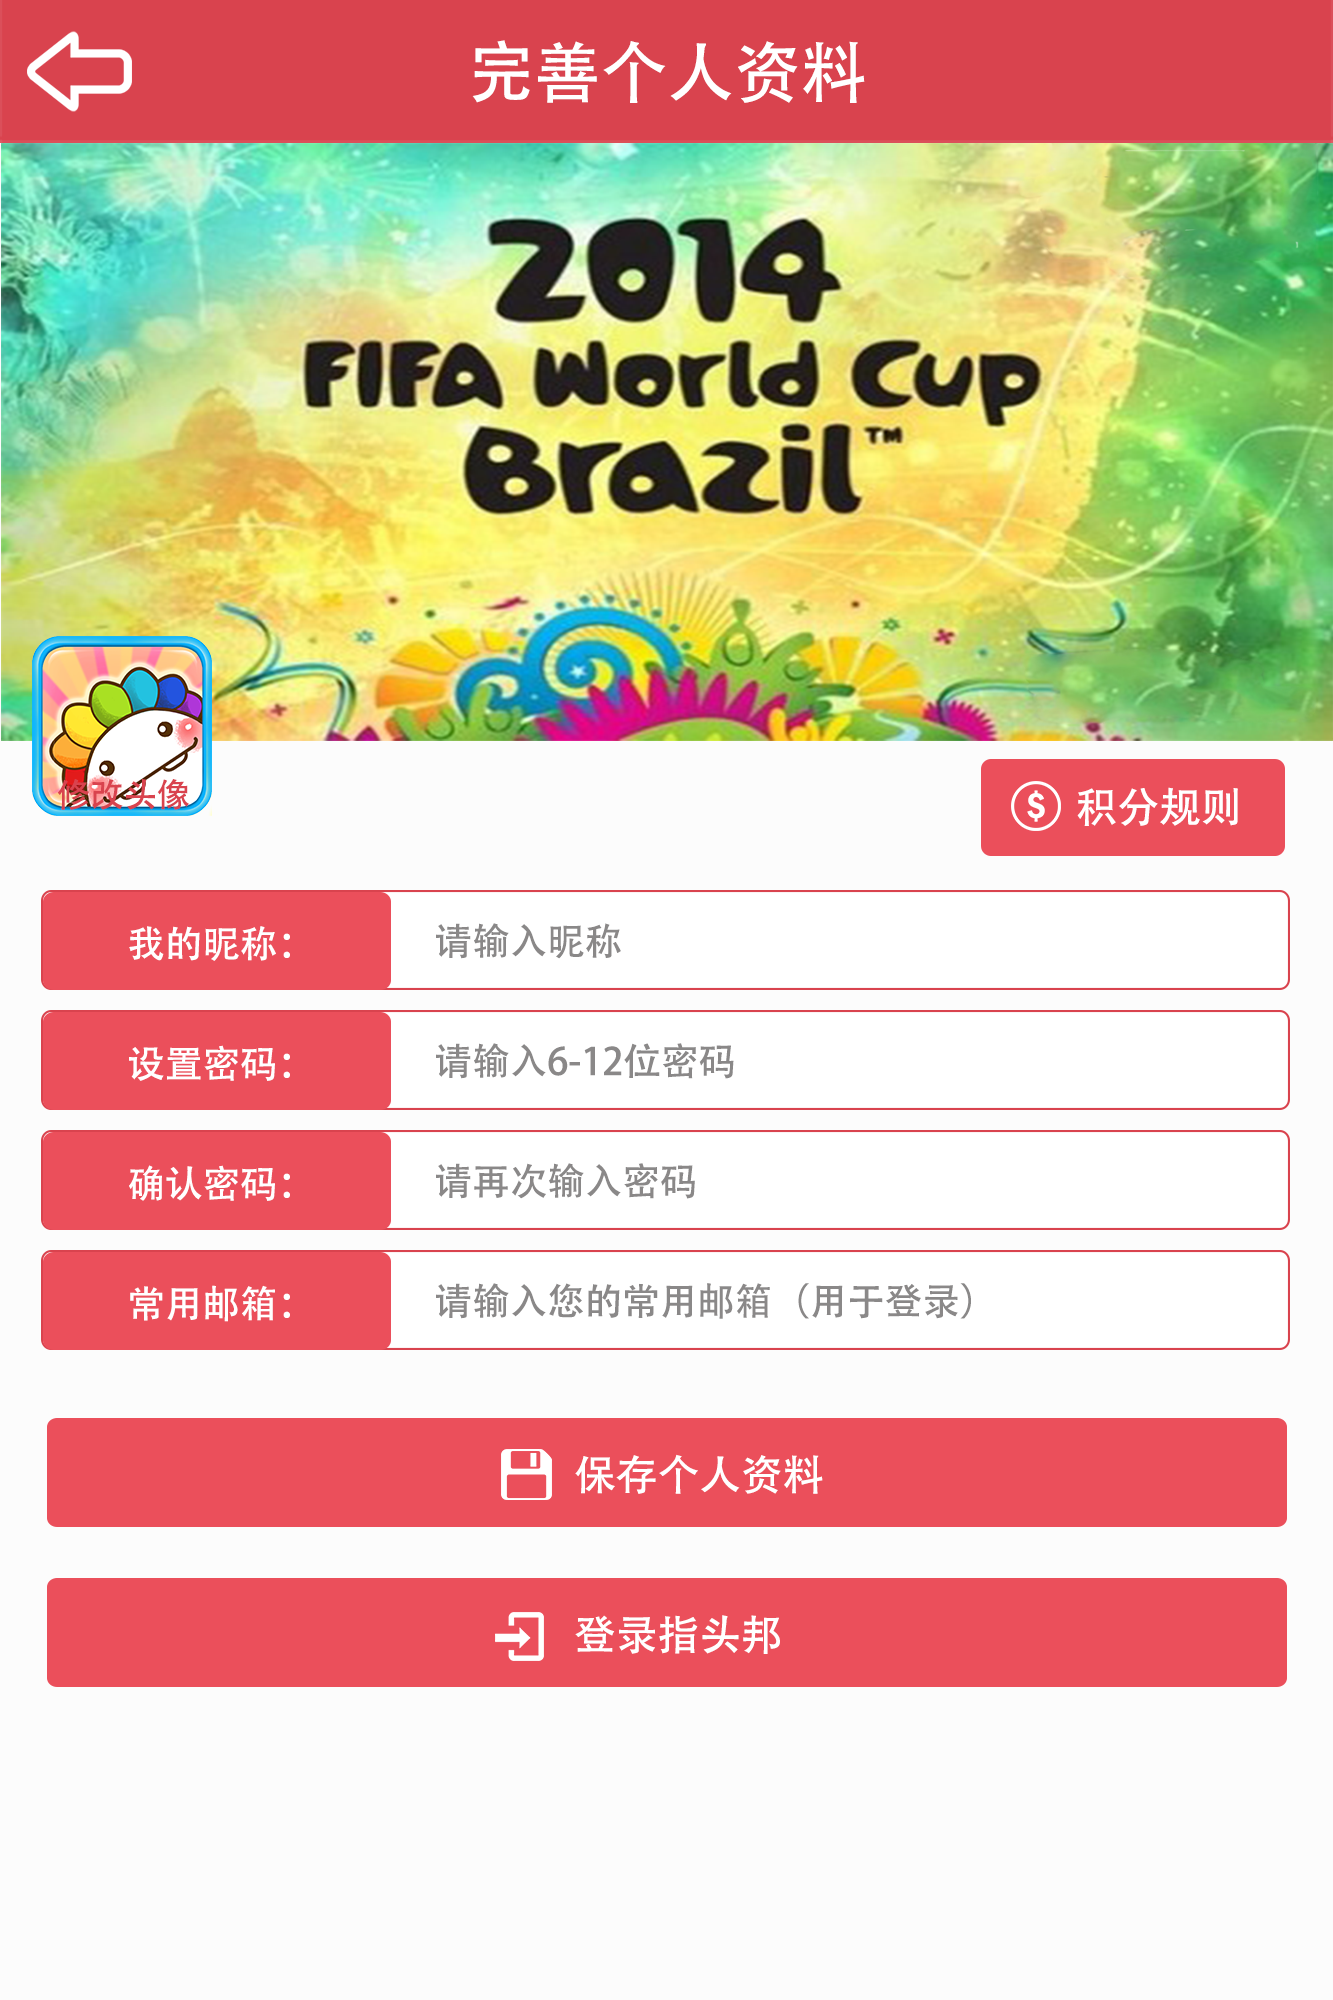 完善个人资料
2014
FIFA World Cup
Brazil™
修改头像
$ 积分规则
我的昵称： 请输入昵称
设置密码： 请输入6-12位密码
确认密码： 请再次输入密码
常用邮箱： 请输入您的常用邮箱（用于登录）
保存个人资料
登录指头邦